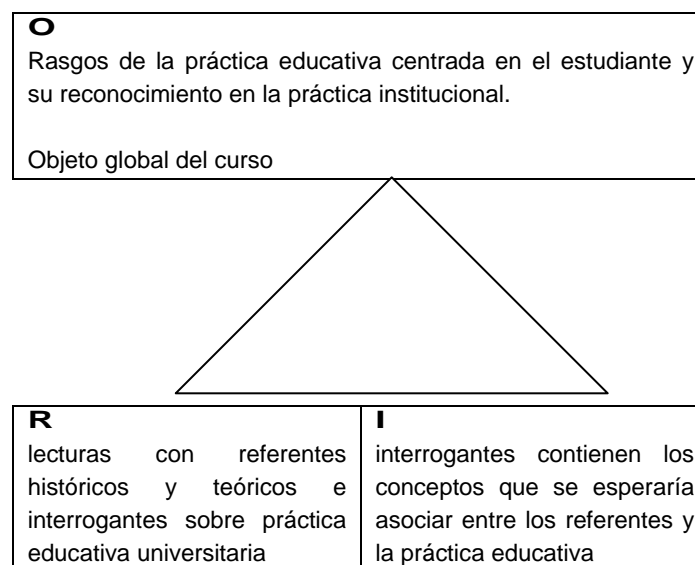 O
Rasgos de la práctica educativa centrada en el estudiante y
su reconocimiento en la práctica institucional.
Objeto global del curso
R
lecturas con referentes
históricos y teóricos e
interrogantes sobre práctica
educativa universitaria
I
interrogantes contienen los
conceptos que se esperaría
asociar entre los referentes y
la práctica educativa